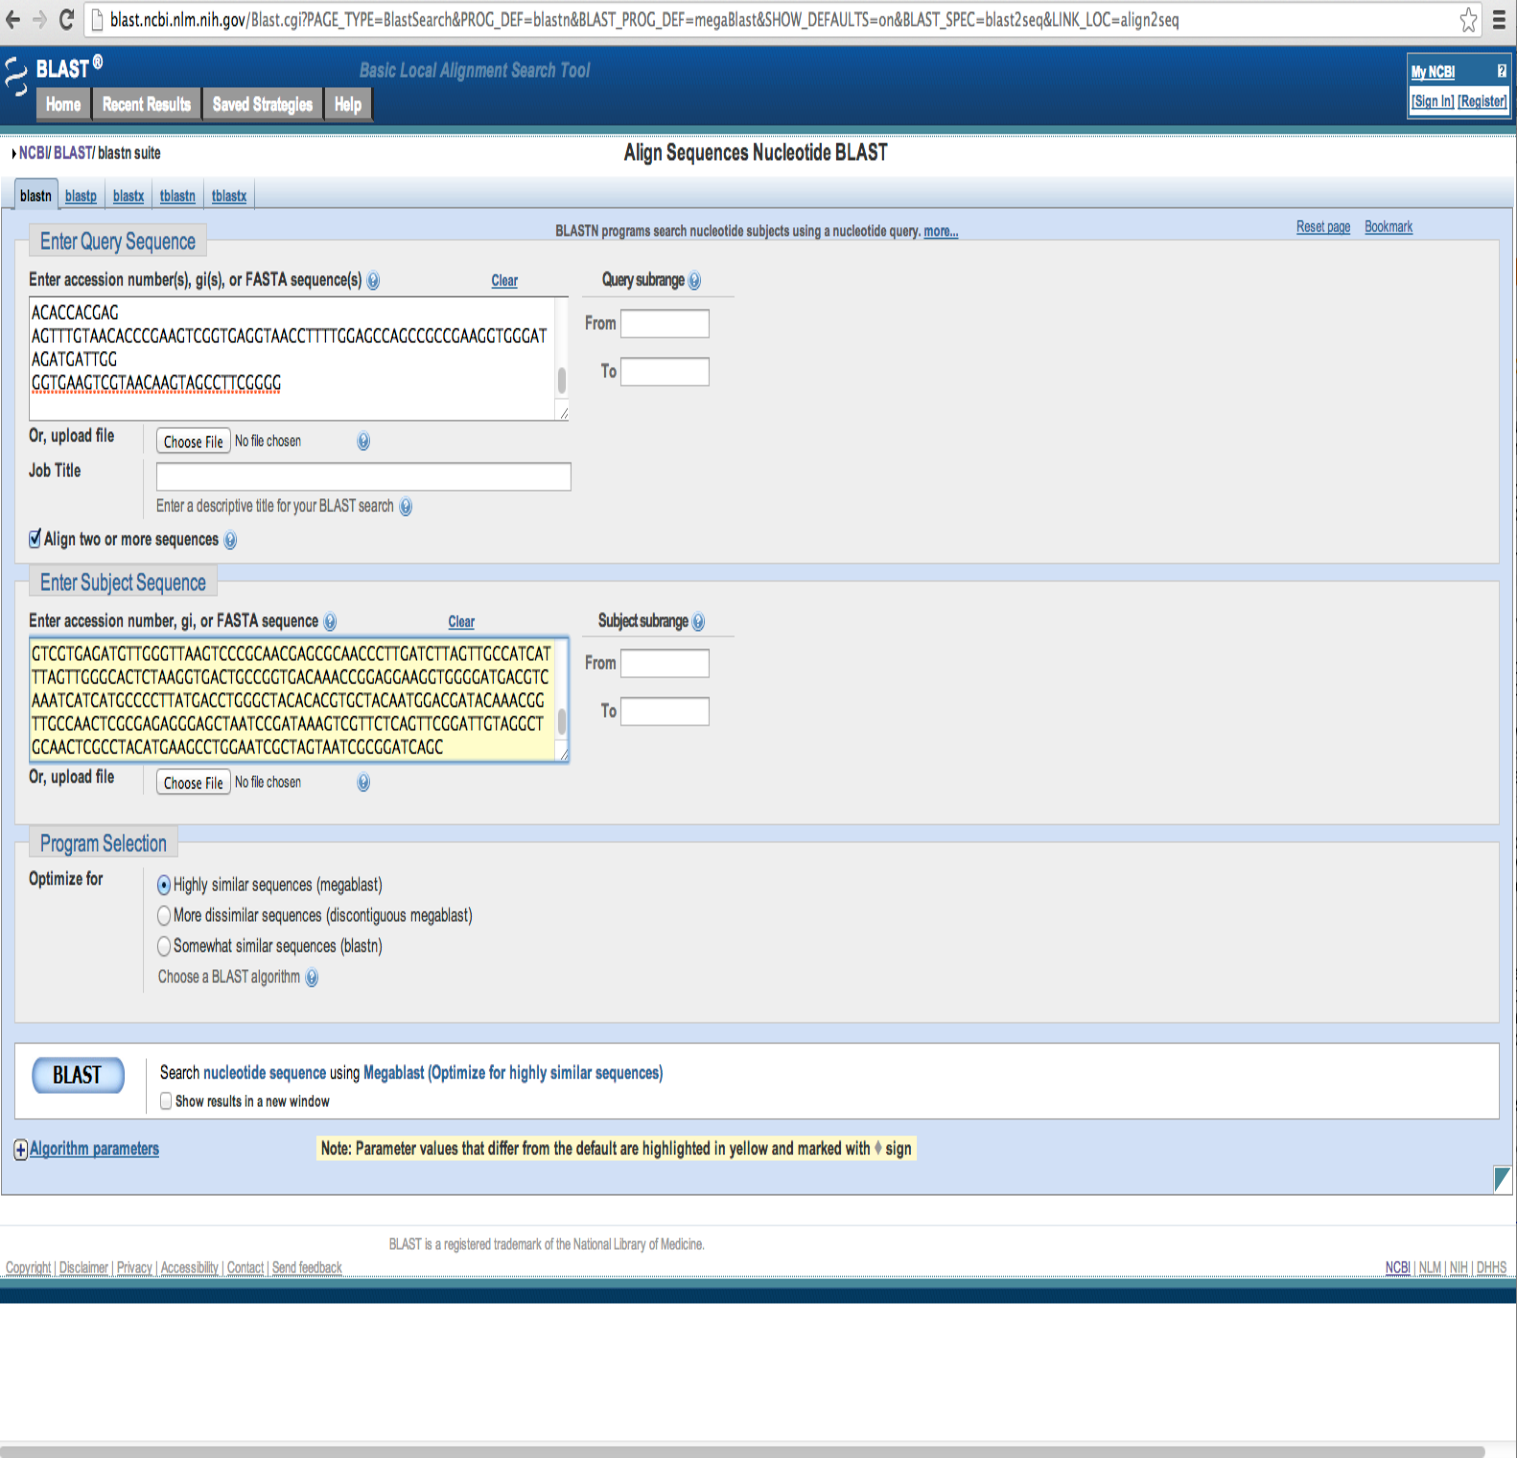 blast.ncbi.nlm.nih.gov/Blast.cgi?PAGE_TYPE=BlastSearch&PROG_DEF=blastn&BLAST_PROG_DEF=megaBlast&SHOW_DEFAULTS=on&BLAST_SPEC=blast2seq&LINK_LOC=align2seq
BLAST® Basic Local Alignment Search Tool My NCBI ?
Home Recent Results Saved Strategies Help [Sign In] [Register]
NCBI/ BLAST/ blastn suite Align Sequences Nucleotide BLAST
blastn blastp blastx tblastn tblastx
BLASTN programs search nucleotide subjects using a nucleotide query. more... Reset page Bookmark
Enter Query Sequence
Enter accession number(s), gi(s), or FASTA sequence(s) ? Clear Query subrange ?
ACACCACGAG
From
AGTTTGTAACACCCGAAGTCGGTGAGGTAACCTTTTGGAGCCAGCCGCCGAAGGTGGGAT
AGATGATTGG
To
GGTGAAGTCGTAACAAGTAGCCTTCGGGG
Or, upload file Choose File No file chosen ?
Job Title
Enter a descriptive title for your BLAST search ?
Align two or more sequences ?
Enter Subject Sequence
Enter accession number, gi, or FASTA sequence ? Clear Subject subrange ?
GTCGTGAGATGTTGGGTTAAGTCCCGCAACGAGCGCAACCCTTGATCTTAGTTGCCATCAT
From
TTAGTTGGGCACTCTAAGGTGACTGCCGGTGACAAACCGGAGGAAGGTGGGGATGACGTC
AAATCATCATGCCCCTTATGACCTGGGCTACACACGTGCTACAATGGACGATACAAACGG
To
TTGCCAACTCGCGAGAGGGAGCTAATCCGATAAAGTCGTTCTCAGTTCGGATTGTAGGCT
GCAACTCGCCTACATGAAGCCTGGAATCGCTAGTAATCGCGGATCAGC
Or, upload file Choose File No file chosen ?
Program Selection
Optimize for
Highly similar sequences (megablast)
More dissimilar sequences (discontiguous megablast)
Somewhat similar sequences (blastn)
Choose a BLAST algorithm ?
BLAST Search nucleotide sequence using Megablast (Optimize for highly similar sequences)
Show results in a new window
Algorithm parameters Note: Parameter values that differ from the default are highlighted in yellow and marked with ♦ sign
BLAST is a registered trademark of the National Library of Medicine.
Copyright | Disclaimer | Privacy | Accessibility | Contact | Send feedback NCBI | NLM | NIH | DHHS